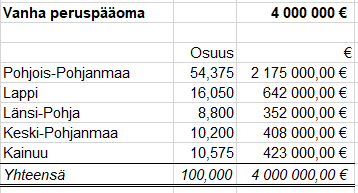 Vanha peruspääoma 4 000 000 €
Osuus €
Pohjois-Pohjanmaa 54,375 2 175 000,00 €
Lappi 16,050 642 000,00 €
Länsi-Pohja 8,800 352 000,00 €
Keski-Pohjanmaa 10,200 408 000,00 €
Kainuu 10,575 423 000,00 €
Yhteensä 100,000 4 000 000,00 €